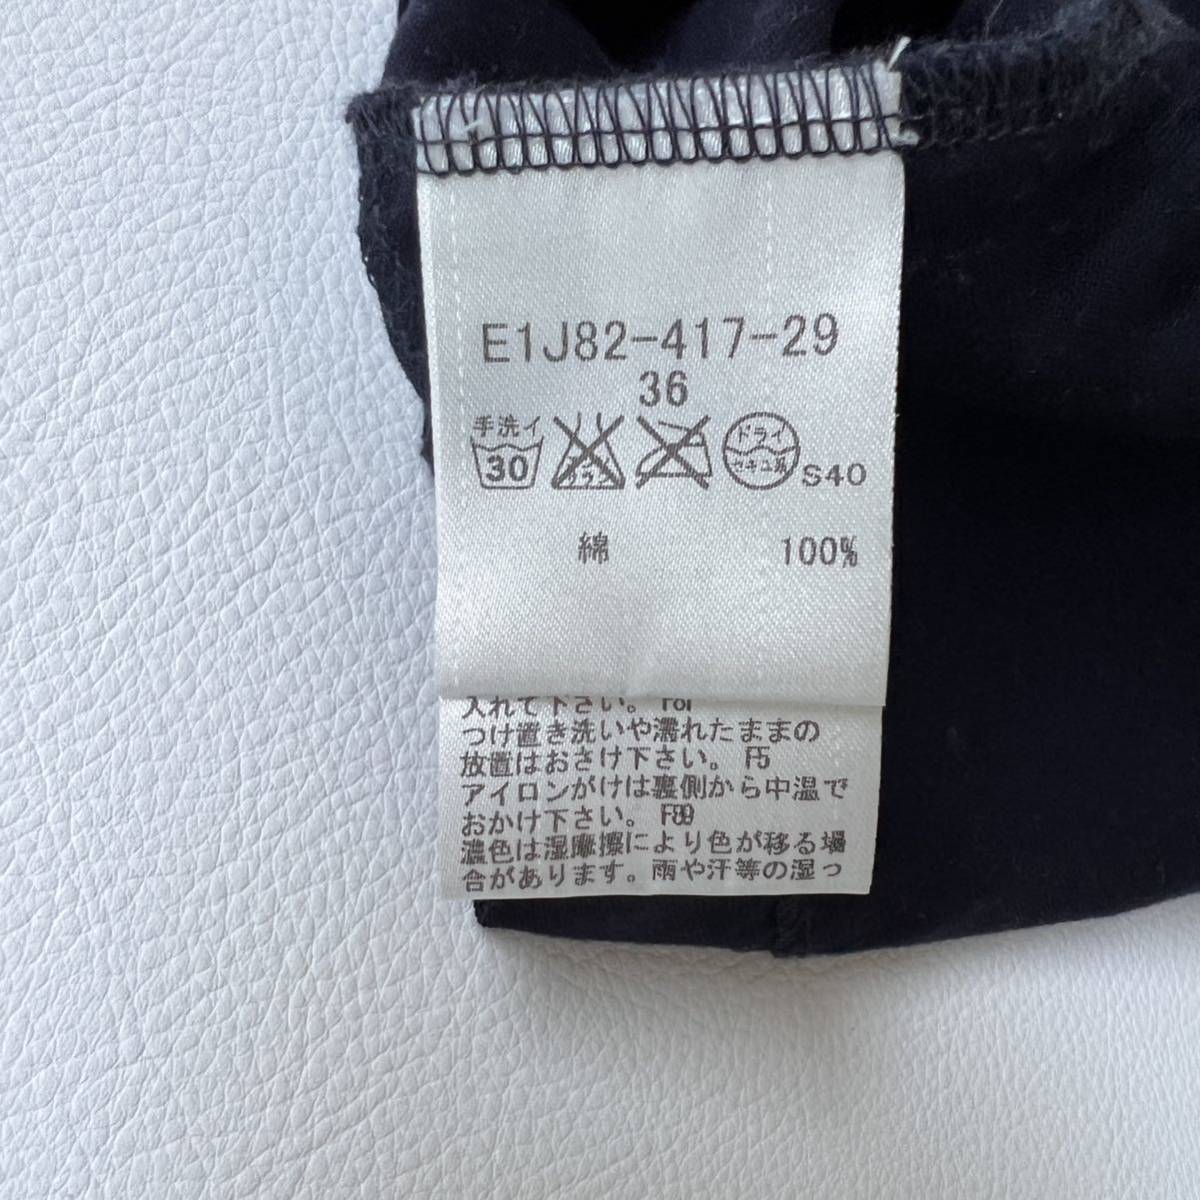 E1J82-417-29
36
手洗イ
30
ドライ
セキユ系
S40
綿 100%
入れて下さい。
つけ置き洗いや濡れたままの
放置はおさけ下さい。 F5
アイロンがけは裏側から中温で
おかけ下さい。 F89
濃色は湿摩擦により色が移る場
合があります。雨や汗等の湿っ